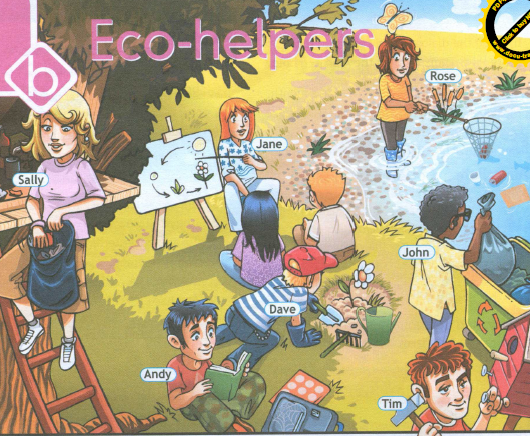 Eco-helpers
b
Rose
Jane
Sally
John
Dave
Andy
Tim